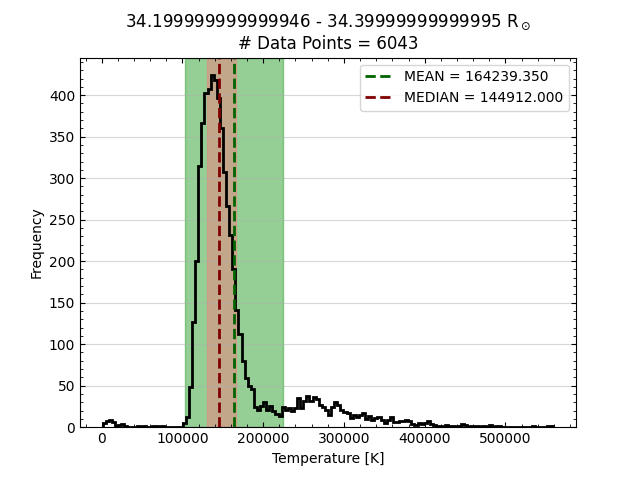 34.199999999999946 - 34.39999999999995 R⊙
# Data Points = 6043
MEAN = 164239.350
MEDIAN = 144912.000
Frequency
400
350
300
250
200
150
100
50
0
0 100000 200000 300000 400000 500000
Temperature [K]